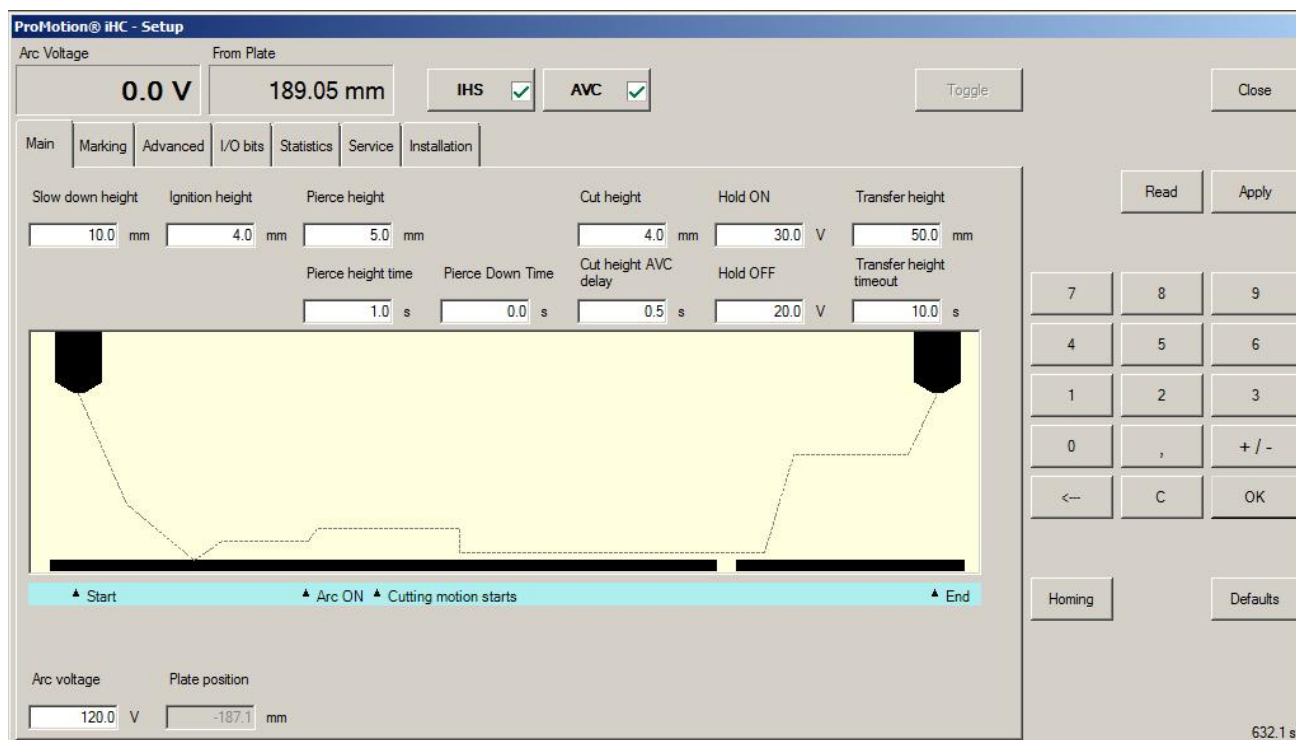 ProMotion® iHC - Setup
Arc Voltage From Plate
0.0 V 189.05 mm IHS AVC Toggle Close
Main Marking Advanced I/O bits Statistics Service Installation
Read Apply
Slow down height Ignition height Pierce height Cut height Hold ON Transfer height
10.0 mm 4.0 mm 5.0 mm 4.0 mm 30.0 V 50.0 mm
Pierce height time Pierce Down Time Cut height AVC delay Hold OFF Transfer height timeout
1.0 s 0.0 s 0.5 s 20.0 V 10.0 s
7 8 9
4 5 6
1 2 3
0 , + / -
<--- C OK
Start Arc ON Cutting motion starts End
Homing Defaults
Arc voltage Plate position
120.0 V -187.1 mm
632.1 s